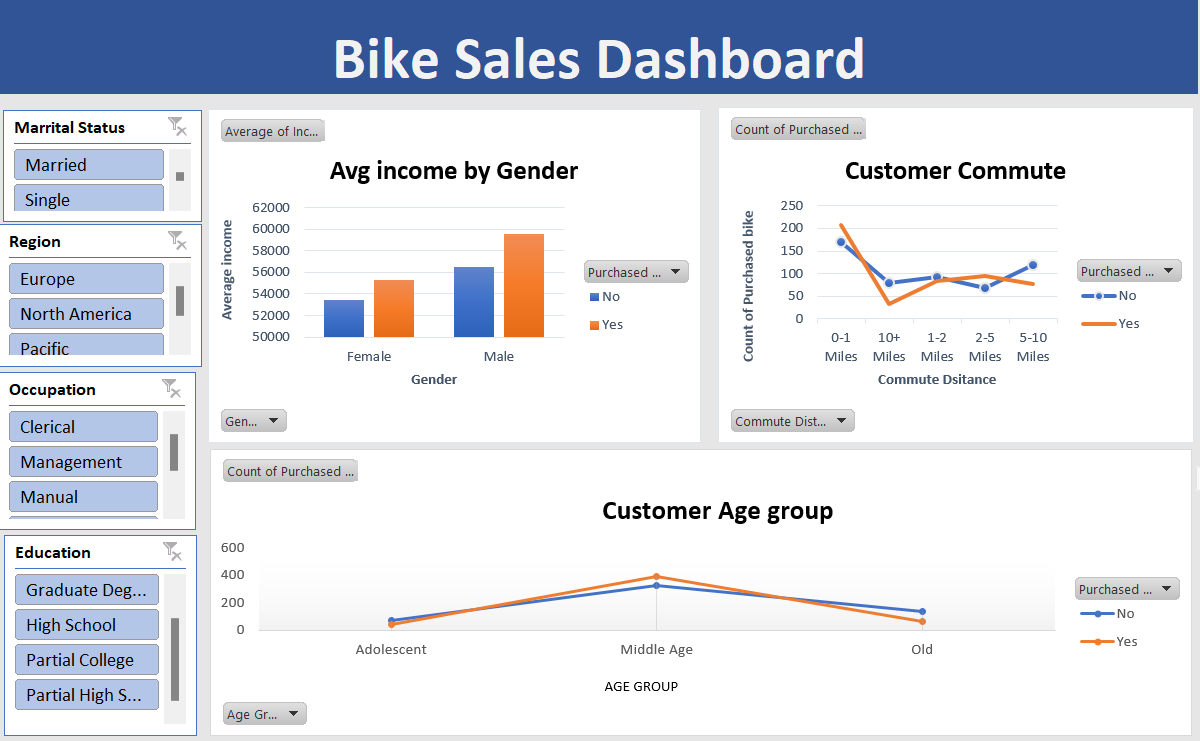 Bike Sales Dashboard
Marrital Status
Married
Single
Region
Europe
North America
Pacific
Occupation
Clerical
Management
Manual
Education
Graduate Deg...
High School
Partial College
Partial High S...
Average of Inc...
Avg income by Gender
Average income
62000
60000
58000
56000
54000
52000
50000
Female
Male
Gender
Purchased ...
No
Yes
Gen...
Count of Purchased ...
Customer Commute
Count of Purchased bike
250
200
150
100
50
0
0-1 Miles
10+ Miles
1-2 Miles
2-5 Miles
5-10 Miles
Commute Dsitance
Purchased ...
No
Yes
Commute Dist...
Count of Purchased ...
Customer Age group
600
400
200
0
Adolescent
Middle Age
Old
AGE GROUP
Purchased ...
No
Yes
Age Gr...